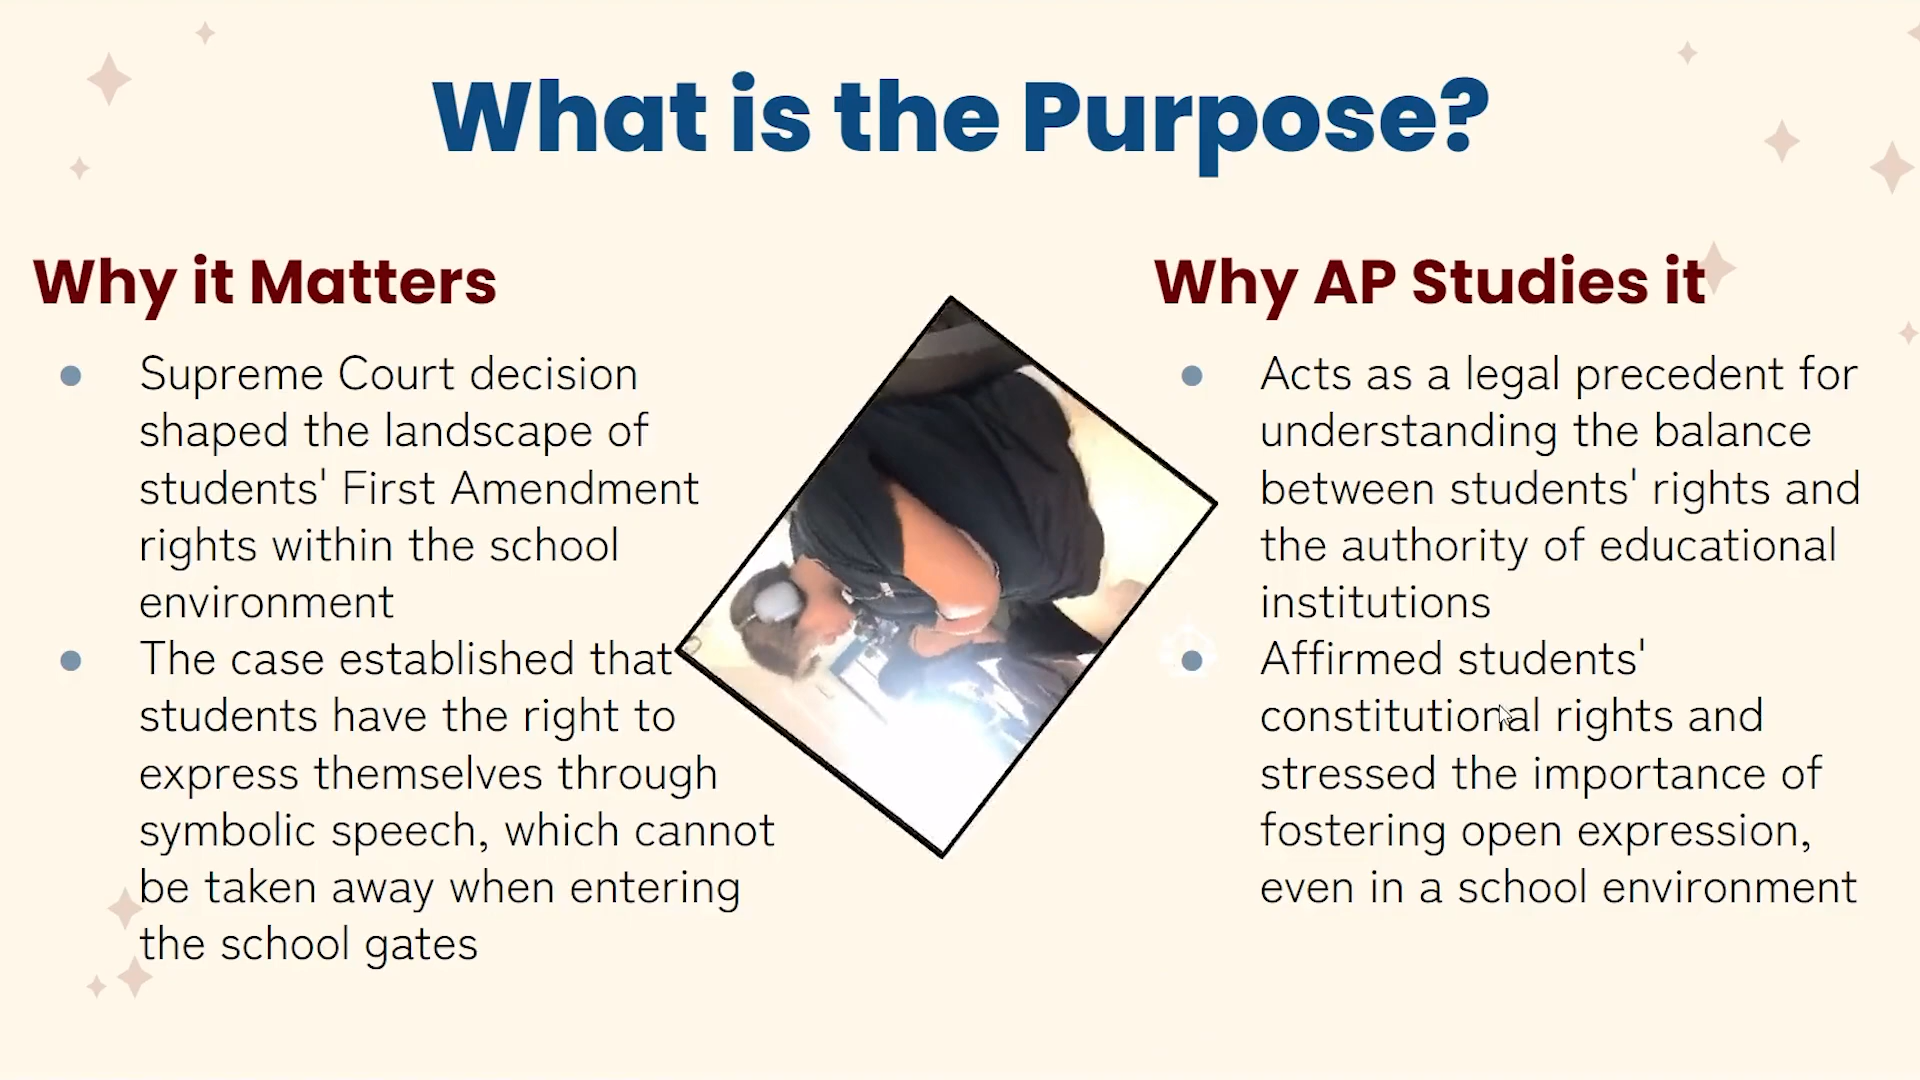 What is the Purpose?
Why it Matters
Supreme Court decision
shaped the landscape of
students' First Amendment
rights within the school
environment
The case established that
students have the right to
express themselves through
symbolic speech, which cannot
be taken away when entering
the school gates
Why AP Studies it
Acts as a legal precedent for
understanding the balance
between students' rights and
the authority of educational
institutions
Affirmed students'
constitutional rights and
stressed the importance of
fostering open expression,
even in a school environment